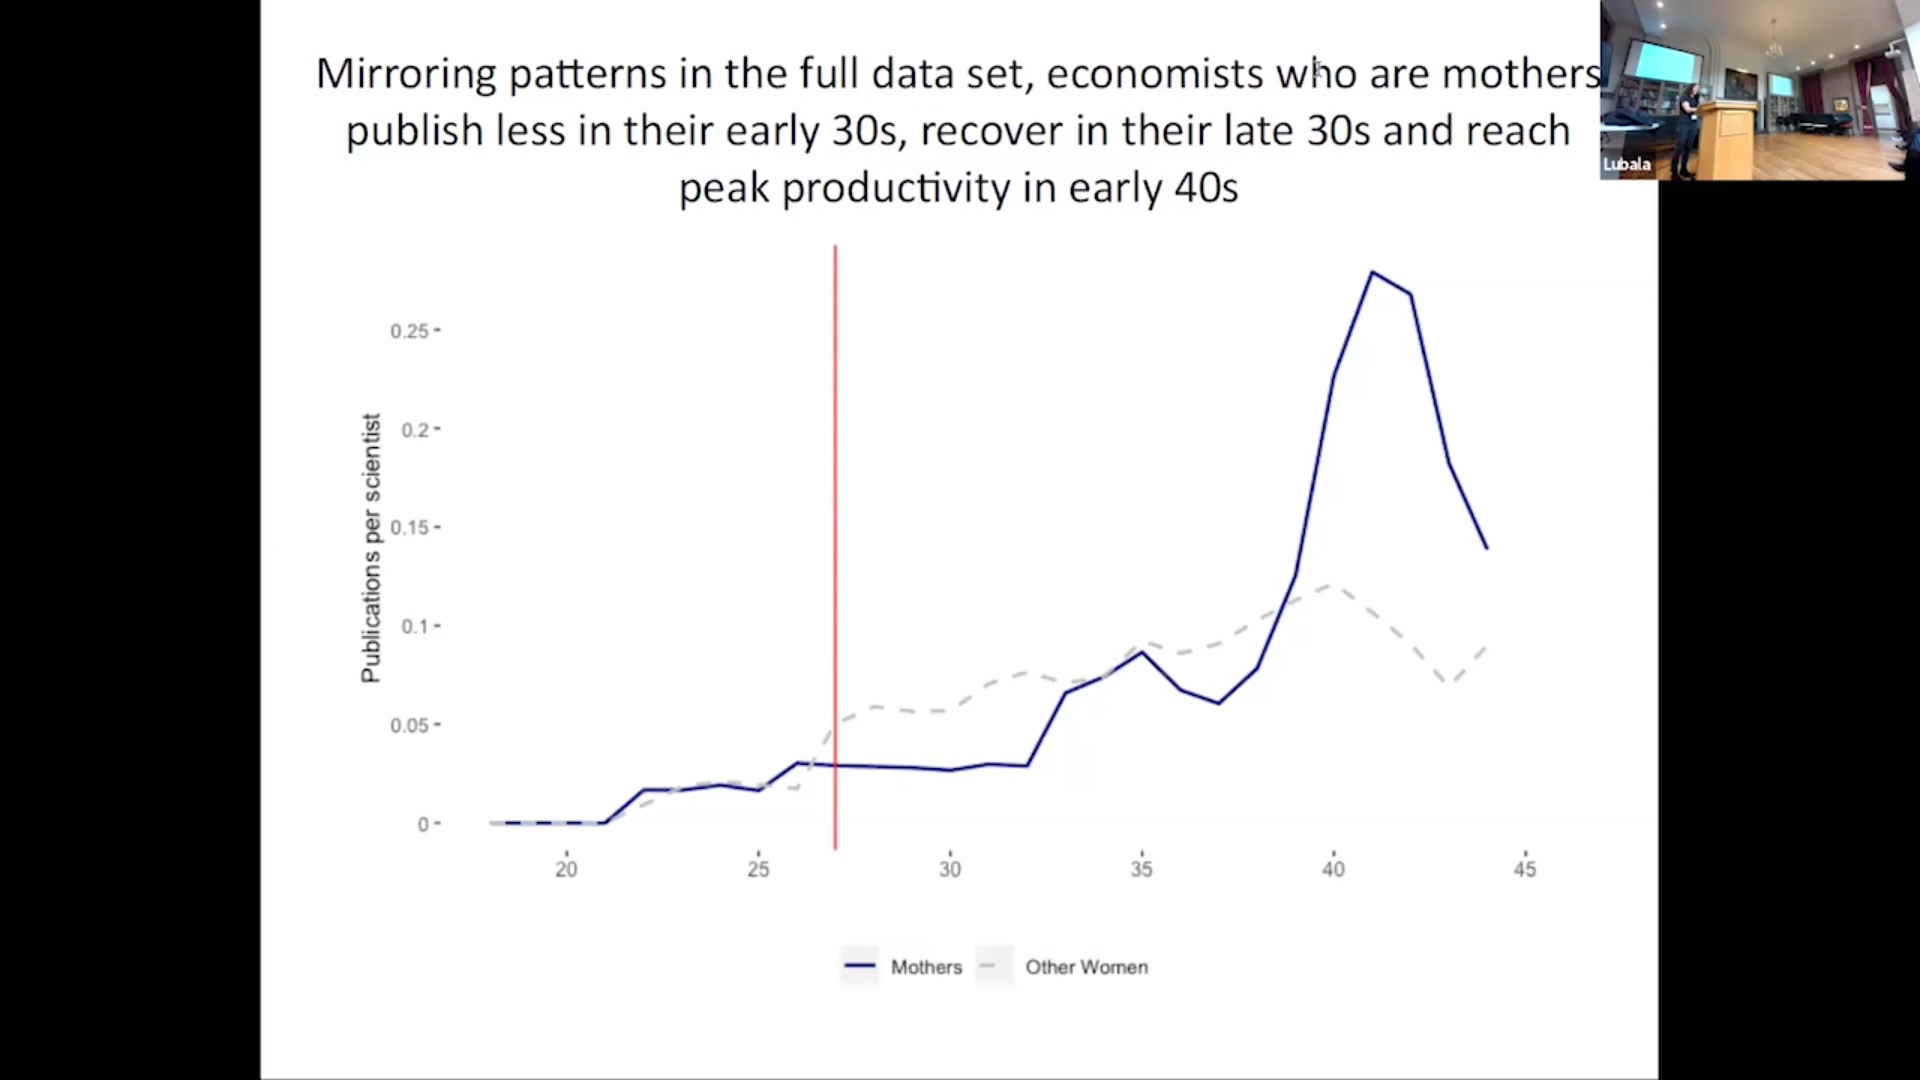 Mirroring patterns in the full data set, economists who are mothers
publish less in their early 30s, recover in their late 30s and reach
peak productivity in early 40s
Lubala
Publications per scientist
0.25
0.2
0.15
0.1
0.05
0
20 25 30 35 40 45
Mothers Other Women